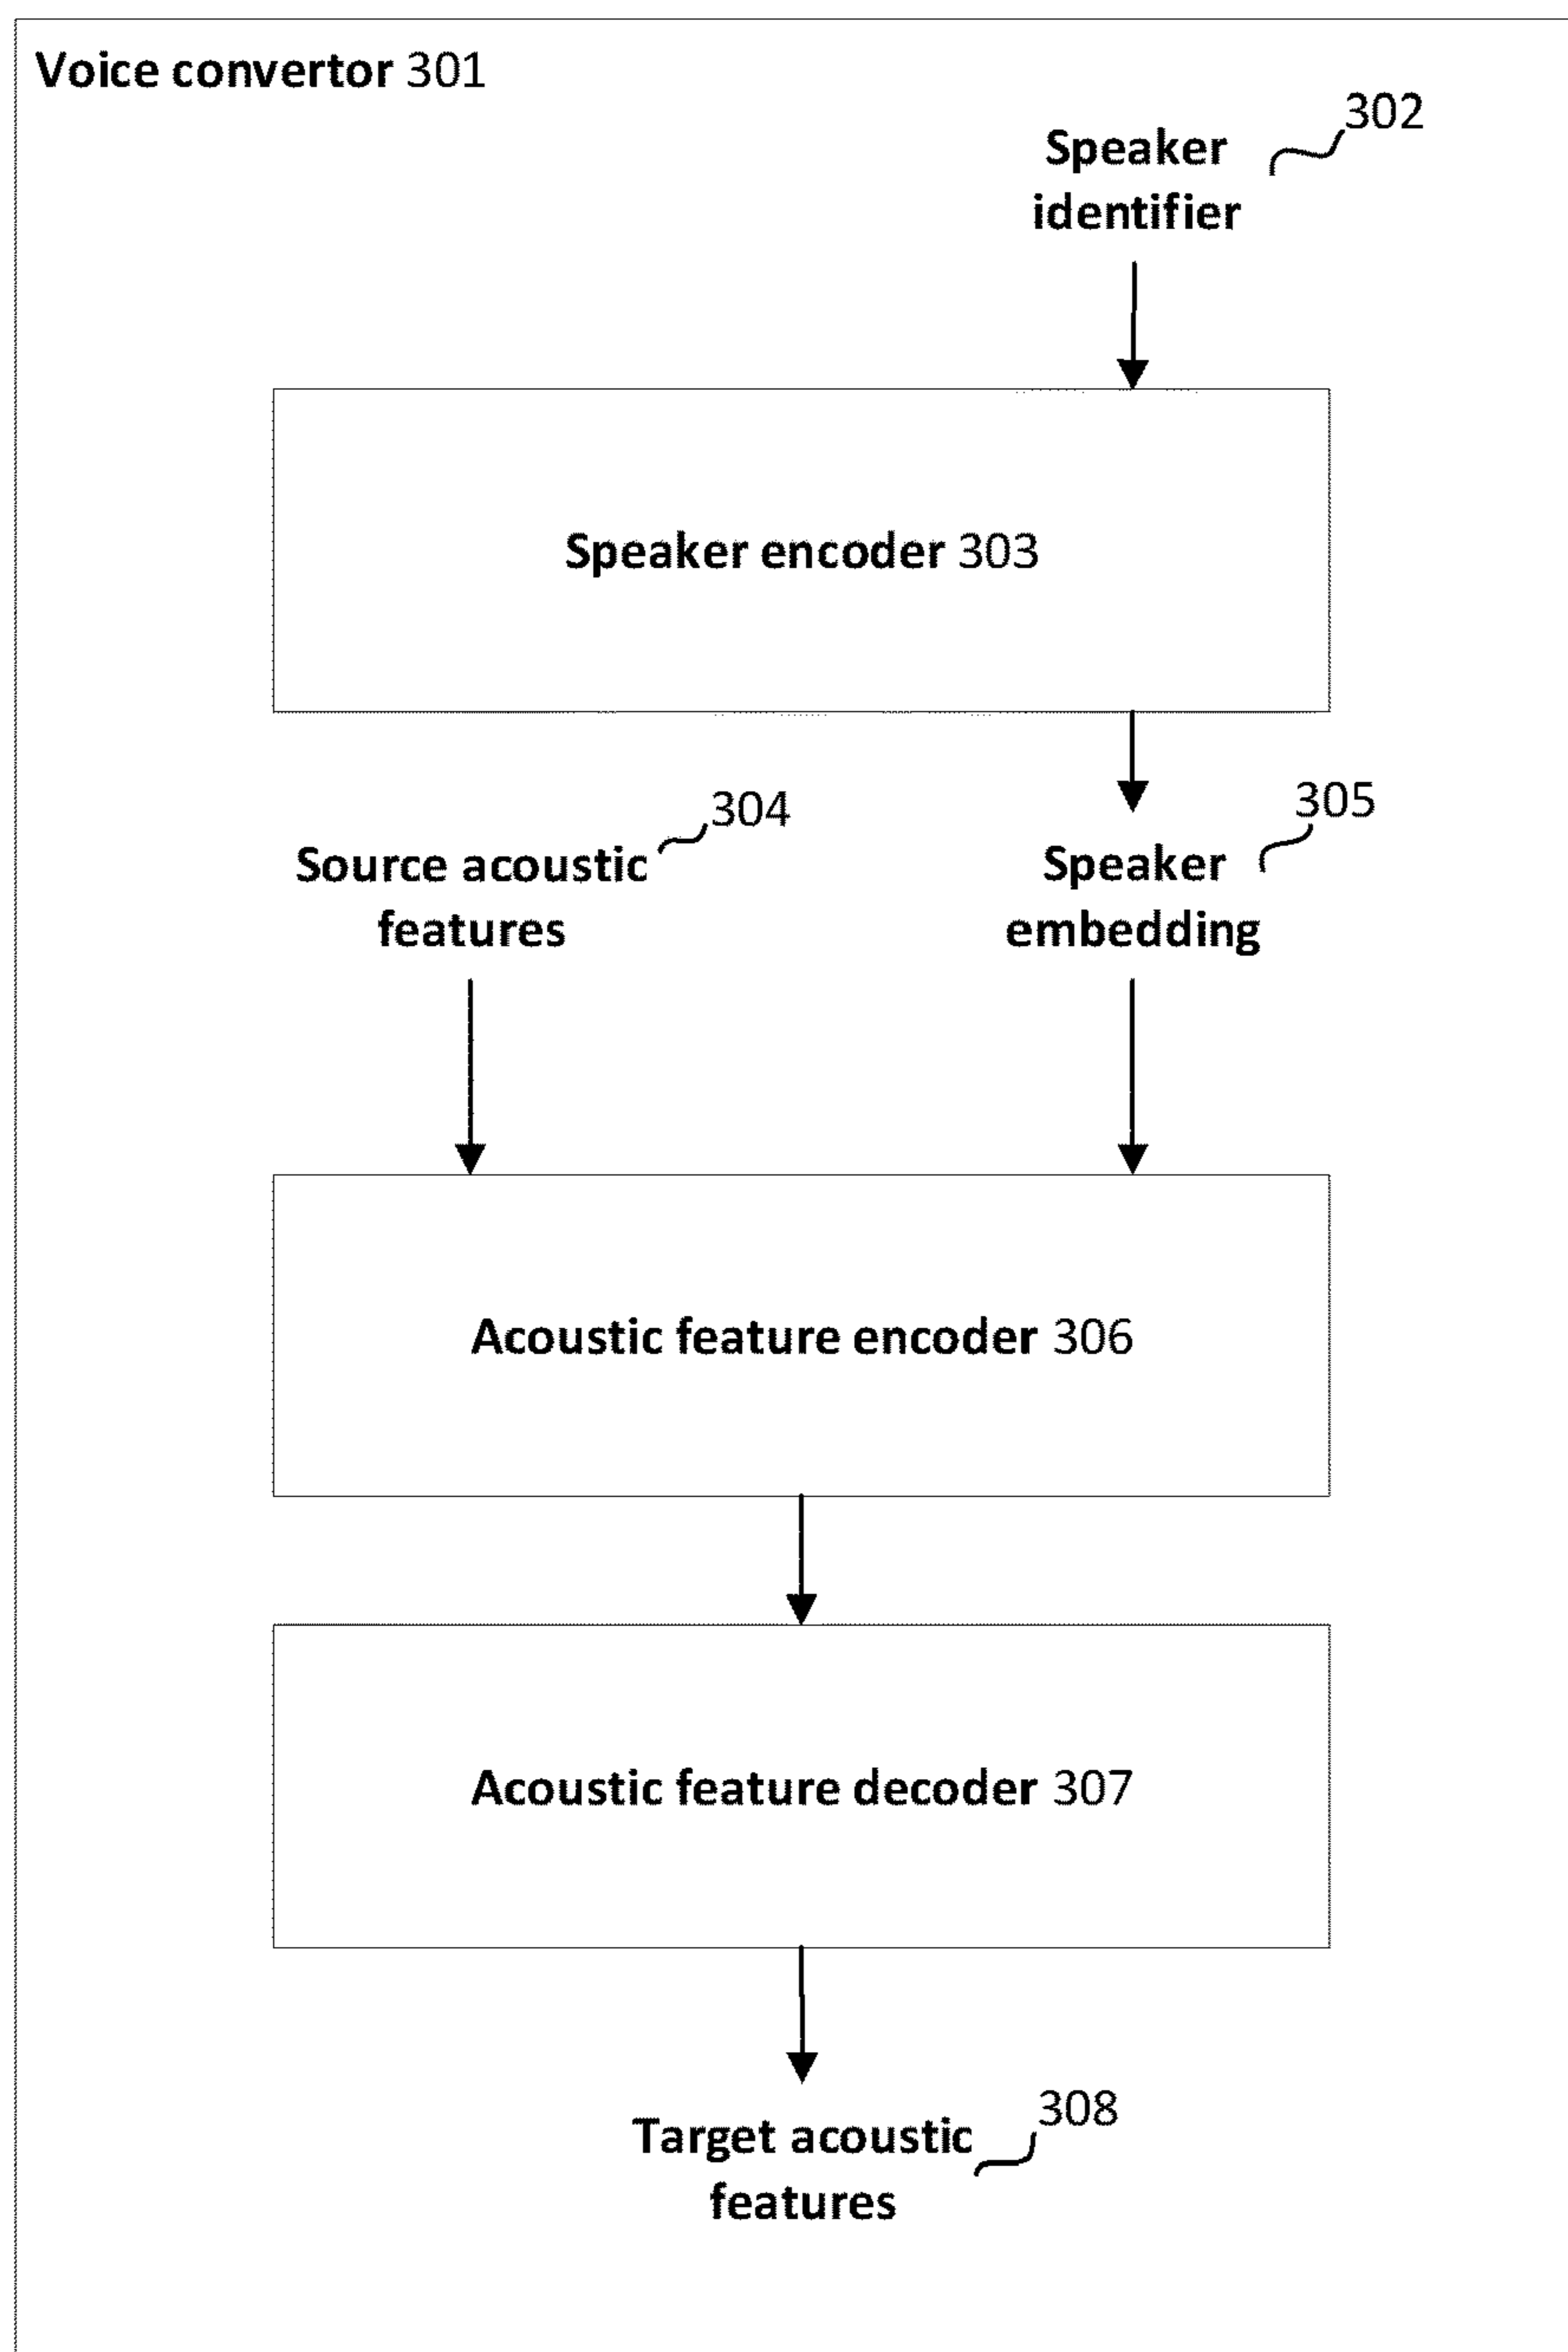 Voice convertor 301
302
Speaker
identifier
Speaker encoder 303
304
Source acoustic
features
305
Speaker
embedding
Acoustic feature encoder 306
Acoustic feature decoder 307
308
Target acoustic
features